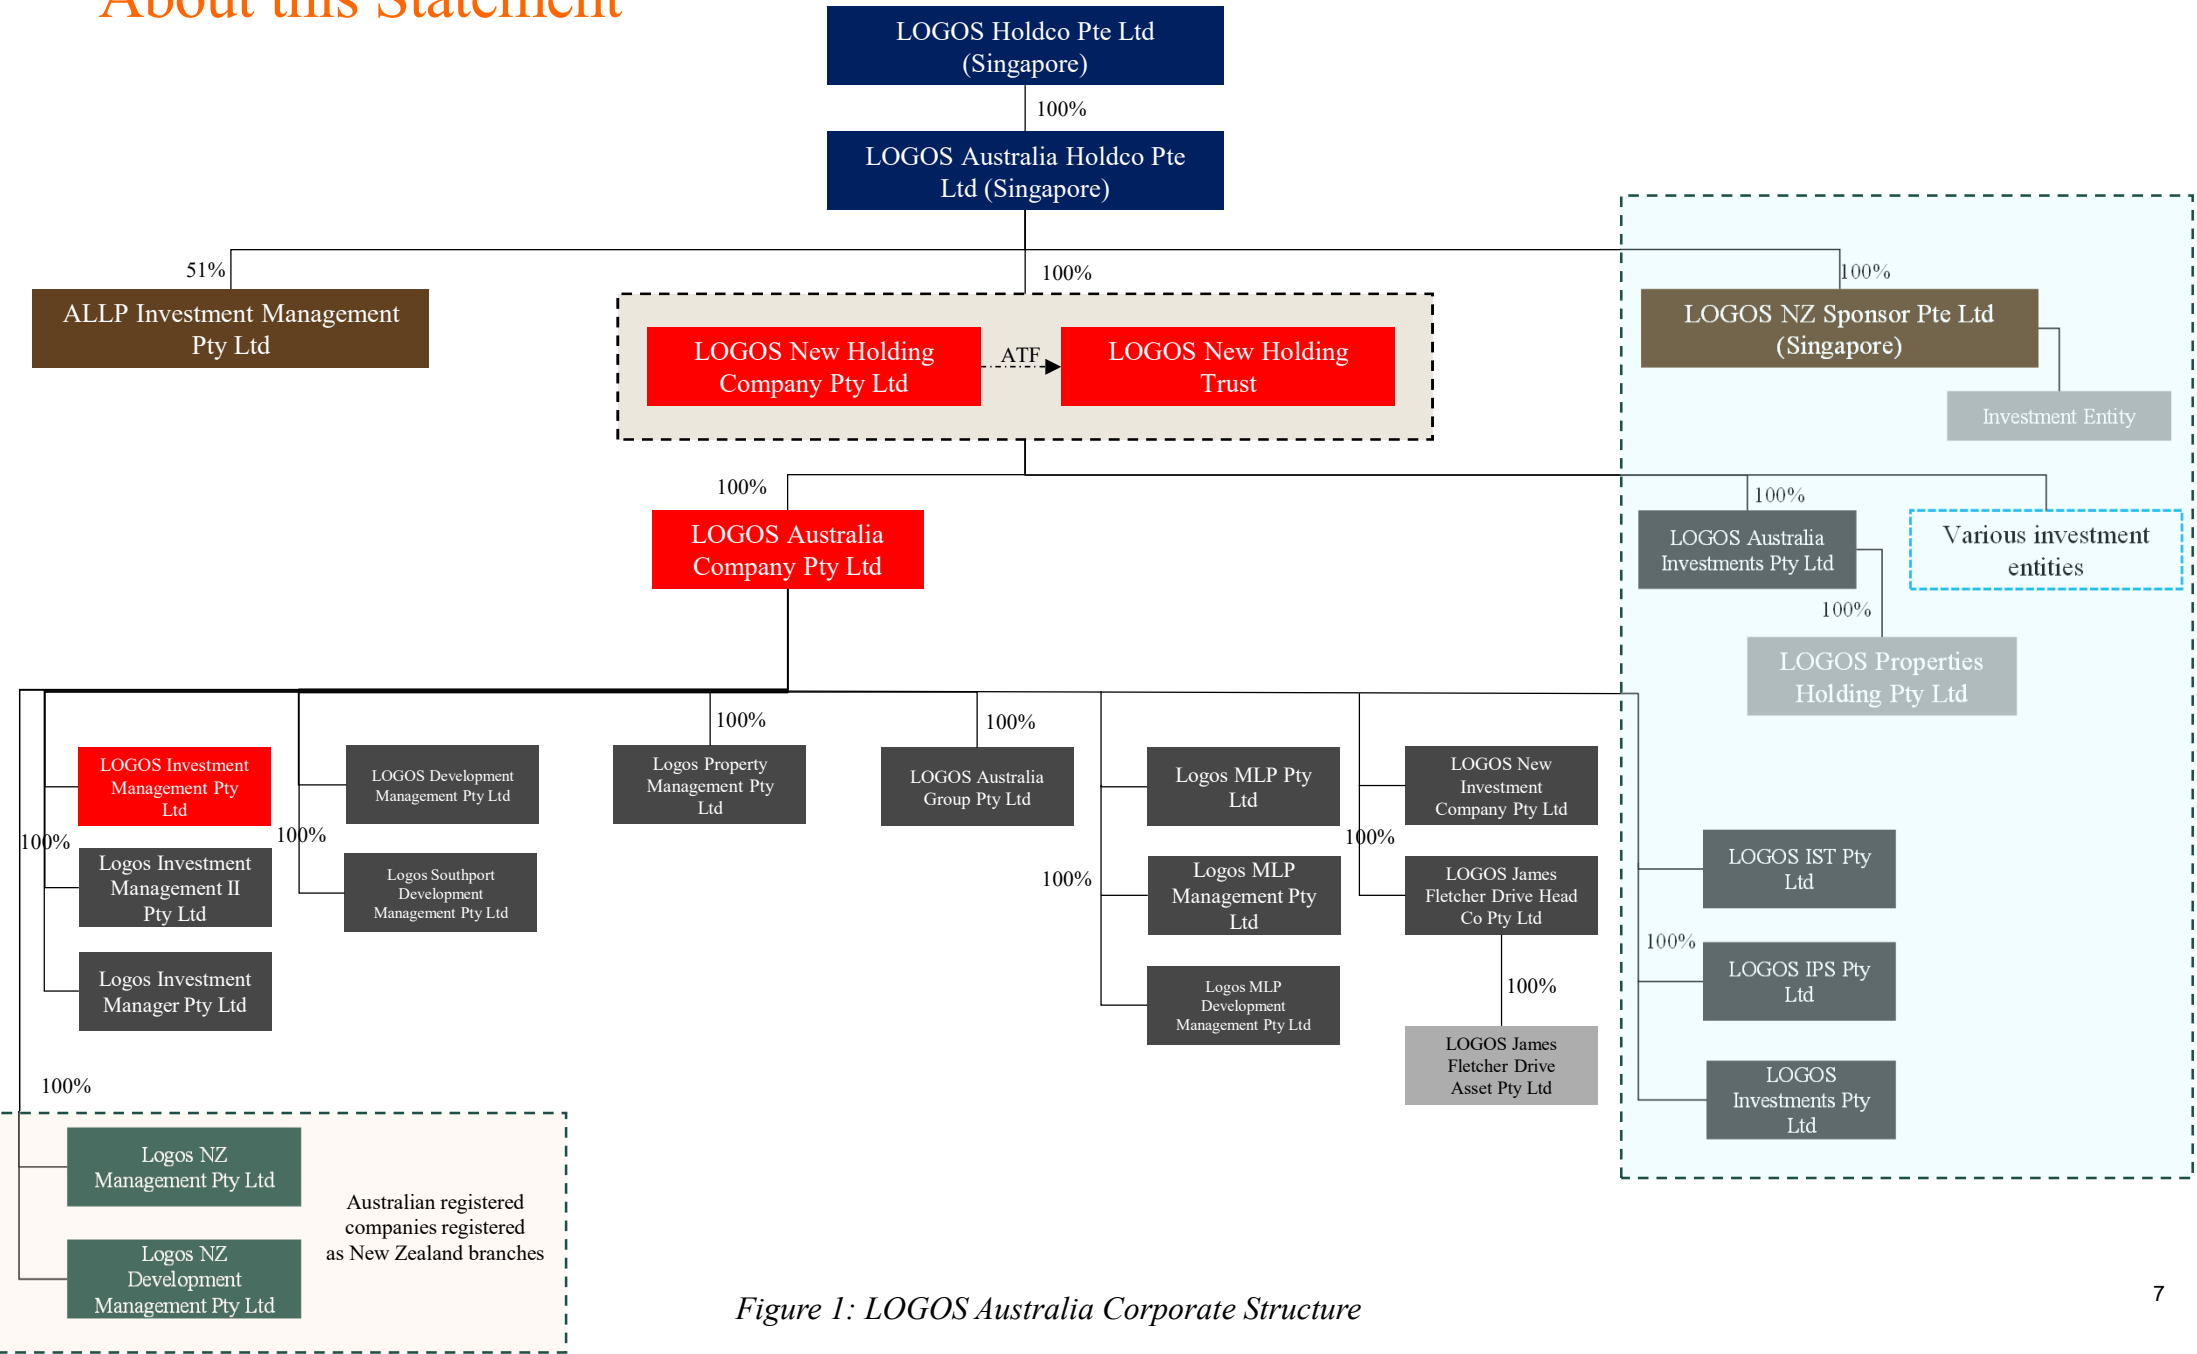 About this Statement
LOGOS Holdco Pte Ltd
(Singapore)
100%
LOGOS Australia Holdco Pte
Ltd (Singapore)
51%
100%
100%
ALLP Investment Management
Pty Ltd
LOGOS New Holding
Company Pty Ltd
ATF
LOGOS New Holding
Trust
LOGOS NZ Sponsor Pte Ltd
(Singapore)
Investment Entity
100%
100%
LOGOS Australia
Company Pty Ltd
LOGOS Australia
Investments Pty Ltd
Various investment
entities
100%
LOGOS Properties
Holding Pty Ltd
100%
100%
LOGOS Investment
Management Pty
Ltd
LOGOS Development
Management Pty Ltd
Logos Property
Management Pty
Ltd
LOGOS Australia
Group Pty Ltd
Logos MLP Pty
Ltd
LOGOS New
Investment
Company Pty Ltd
100%
100%
100%
Logos Investment
Management II
Pty Ltd
Logos Southport
Development
Management Pty Ltd
100%
Logos MLP
Management Pty
Ltd
LOGOS James
Fletcher Drive Head
Co Pty Ltd
LOGOS IST Pty
Ltd
100%
Logos Investment
Manager Pty Ltd
Logos MLP
Development
Management Pty Ltd
100%
LOGOS IPS Pty
Ltd
LOGOS James
Fletcher Drive
Asset Pty Ltd
LOGOS
Investments Pty
Ltd
100%
Logos NZ
Management Pty Ltd
Australian registered
companies registered
as New Zealand branches
Logos NZ
Development
Management Pty Ltd
Figure 1: LOGOS Australia Corporate Structure
7